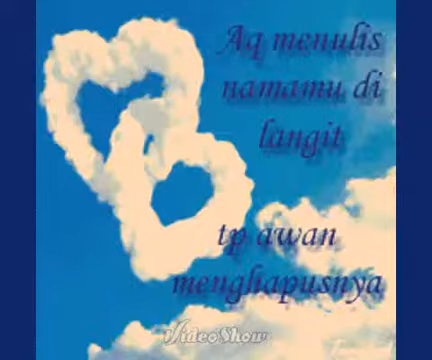 Aq menulis
namamu di
langit
tp awan
menghapusnya
VideoShow